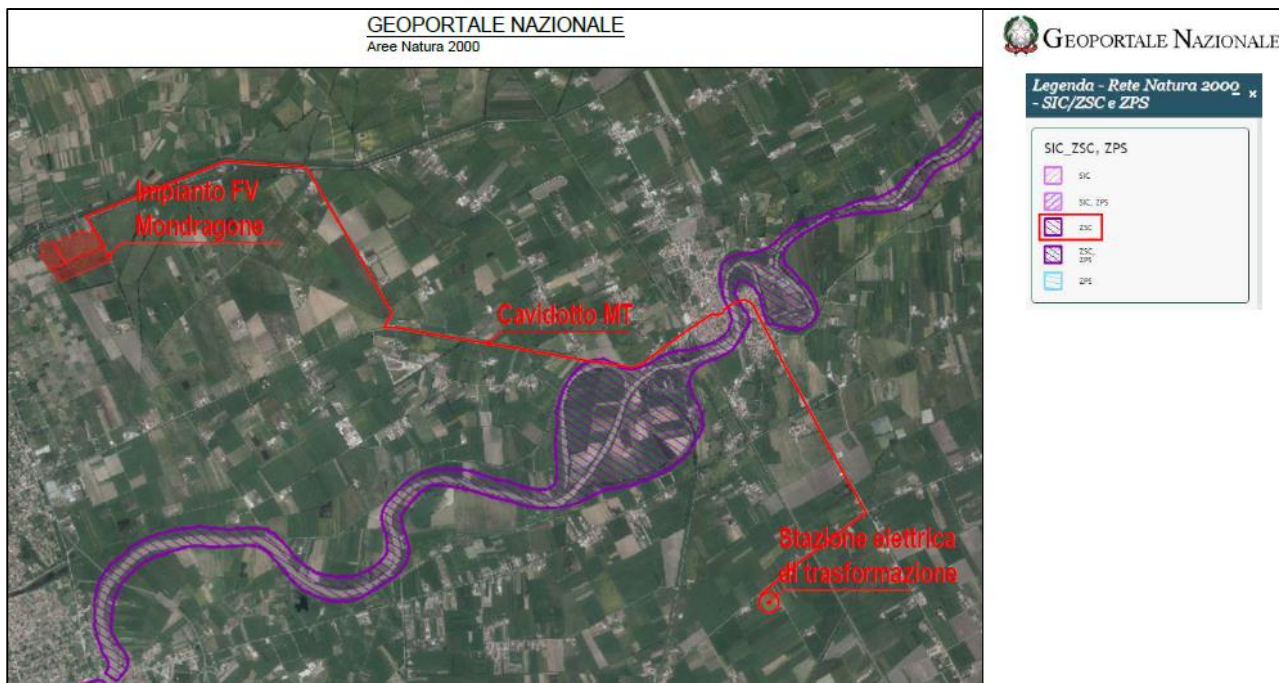 GEOPORTALE NAZIONALE
Aree Natura 2000
GEOPORTALE NAZIONALE
Legenda - Rete Natura 2000
- SIC/ZSC e ZPS
×
SIC_ZSC, ZPS
SIC
SIC, ZPS
ZSC
ZSC,
ZPS
ZPS
Impianto FV
Mondragone
Cavidotto MT
Stazione elettrica
di trasformazione